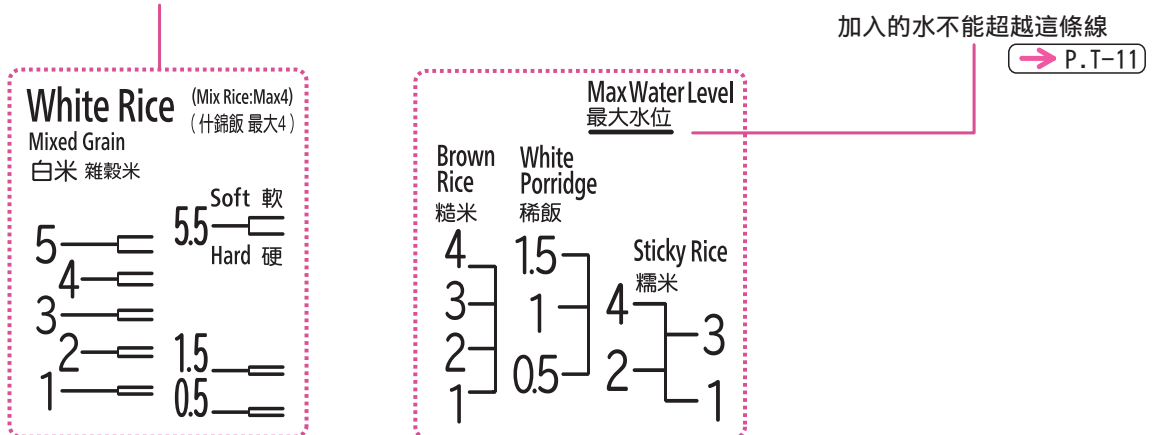 加入的水不能超越這條線
P.T-11
White Rice (Mix Rice:Max4)
(什錦飯 最大4)
Mixed Grain
白米 雜穀米
Soft 軟
5.5
Hard 硬
5
4
3
2
1
1.5
0.5
Max Water Level
最大水位
Brown
Rice
糙米
4
3
2
1
White
Porridge
稀飯
1.5
1
0.5
Sticky Rice
糯米
4
3
2
1